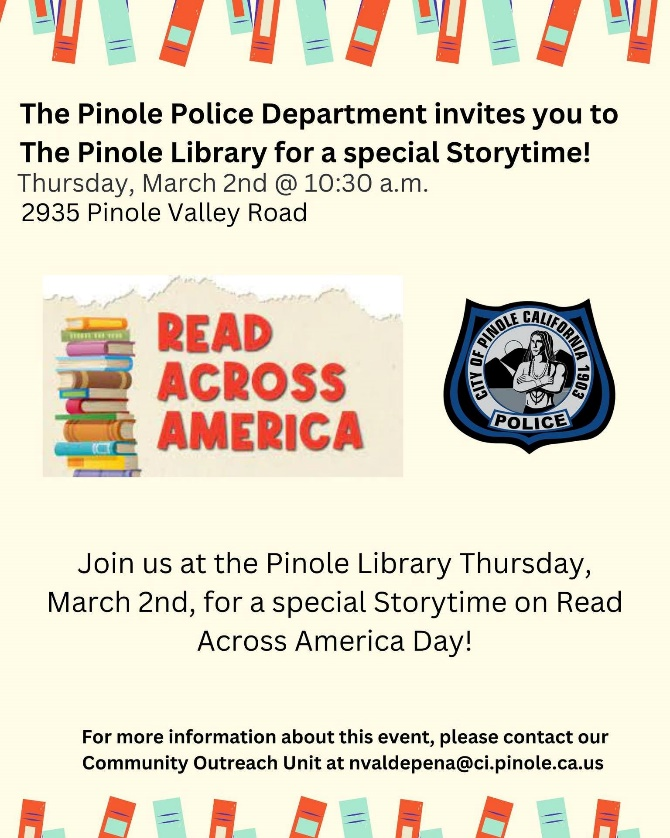 The Pinole Police Department invites you to
The Pinole Library for a special Storytime!
Thursday, March 2nd @ 10:30 a.m.
2935 Pinole Valley Road
READ
ACROSS
AMERICA
CITY OF PINOLE CALIFORNIA 1903
POLICE
Join us at the Pinole Library Thursday,
March 2nd, for a special Storytime on Read
Across America Day!
For more information about this event, please contact our
Community Outreach Unit at nvaldepena@ci.pinole.ca.us